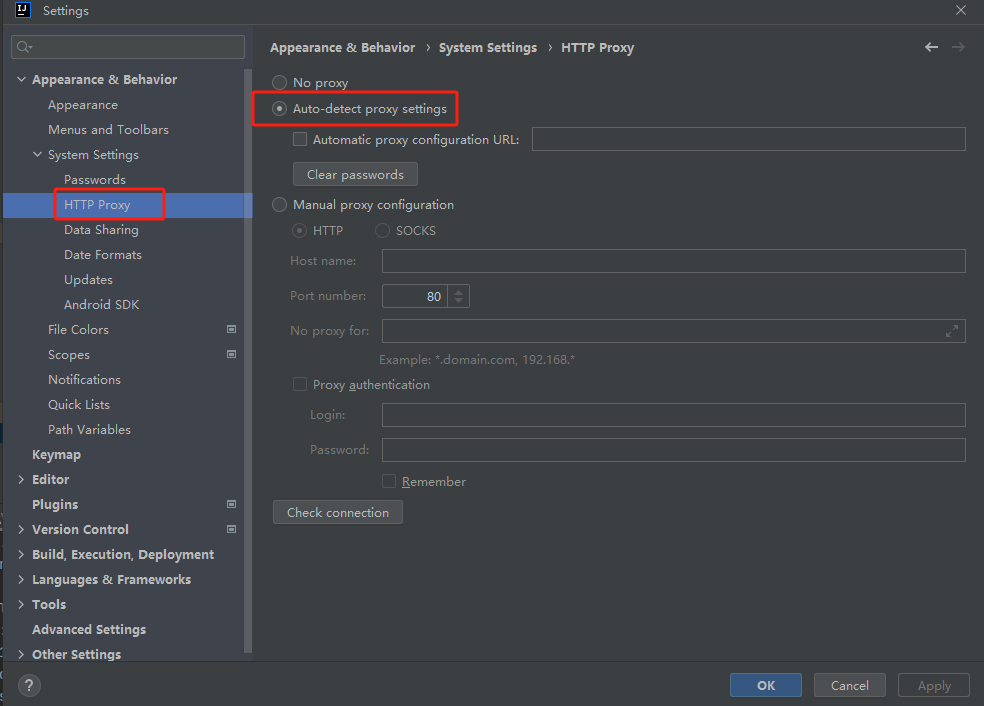 IJ Settings
Appearance & Behavior
Appearance
Menus and Toolbars
System Settings
Passwords
HTTP Proxy
Data Sharing
Date Formats
Updates
Android SDK
File Colors
Scopes
Notifications
Quick Lists
Path Variables
Keymap
Editor
Plugins
Version Control
Build, Execution, Deployment
Languages & Frameworks
Tools
Advanced Settings
Other Settings
Appearance & Behavior › System Settings › HTTP Proxy
No proxy
Auto-detect proxy settings
Automatic proxy configuration URL:
Clear passwords
Manual proxy configuration
HTTP SOCKS
Host name:
Port number: 80
No proxy for:
Example: *.domain.com, 192.168.*
Proxy authentication
Login:
Password:
Remember
Check connection
? OK Cancel Apply